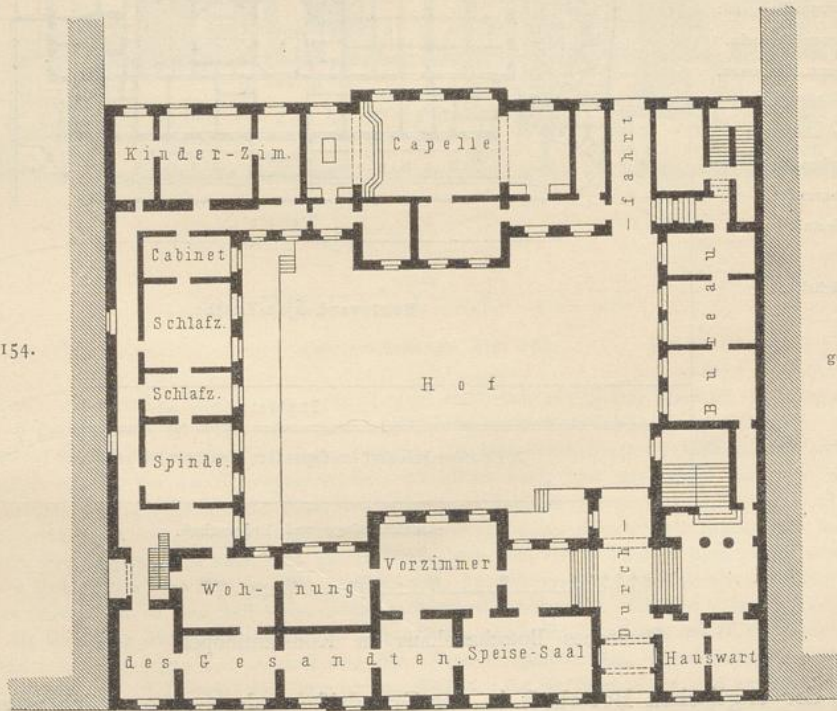 Kinder-Zim.
Capelle
-fahrt
Cabinet
Bureau
Schlafz.
154.
g
Hof
Schlafz.
Spinde.
Vorzimmer
Durch-
Woh-nung
des Gesandten.
Speise-Saal
Hauswart